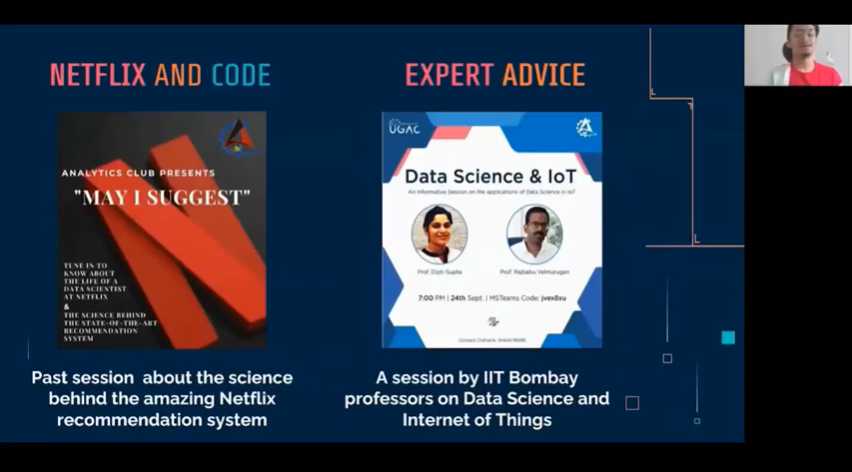 NETFLIX AND CODE
ANALYTICS CLUB PRESENTS
"MAY I SUGGEST"
TUNE IN TO
KNOW ABOUT
THE LIFE OF A
DATA SCIENTIST
AT NETFLIX
&
THE SCIENCE BEHIND
THE STATE-OF-THE-ART
RECOMMENDATION
SYSTEM
Past session about the science
behind the amazing Netflix
recommendation system
EXPERT ADVICE
UGAC
Data Science & IoT
An Informative Session on the applications of Data Science in IoT
Prof. Dipti Gupta
Prof. Rajbabu Velmurugan
7:00 PM | 24th Sept. | MSTeams Code: jvex8xu
A session by IIT Bombay
professors on Data Science and
Internet of Things